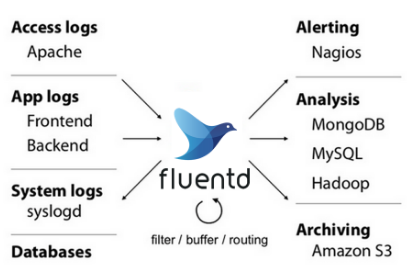 Access logs
Apache
App logs
Frontend
Backend
System logs
syslogd
Databases
fluentd
filter / buffer / routing
Alerting
Nagios
Analysis
MongoDB
MySQL
Hadoop
Archiving
Amazon S3